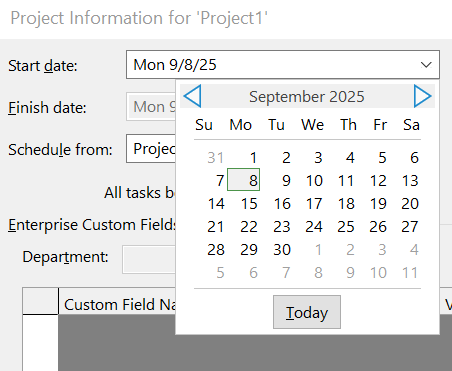 Project Information for 'Project1'
Start date: Mon 9/8/25
September 2025
Su Mo Tu We Th Fr Sa
31 1 2 3 4 5 6
7 8 9 10 11 12 13
14 15 16 17 18 19 20
21 22 23 24 25 26 27
28 29 30 1 2 3 4
5 6 7 8 9 10 11
Today
Finish date: Mon 9
Schedule from: Projec
All tasks be
Enterprise Custom Fields
Department:
Custom Field Na
V